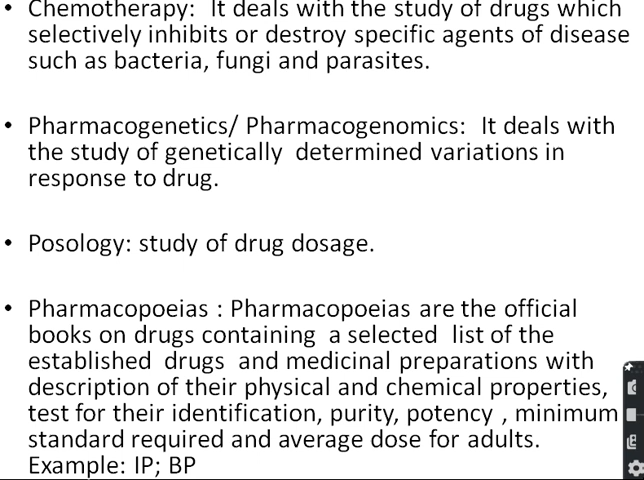 • Chemotherapy: It deals with the study of drugs which
selectively inhibits or destroy specific agents of disease
such as bacteria, fungi and parasites.
• Pharmacogenetics/ Pharmacogenomics: It deals with
the study of genetically determined variations in
response to drug.
• Posology: study of drug dosage.
• Pharmacopoeias : Pharmacopoeias are the official
books on drugs containing a selected list of the
established drugs and medicinal preparations with
description of their physical and chemical properties,
test for their identification, purity, potency , minimum
standard required and average dose for adults.
Example: IP; BP